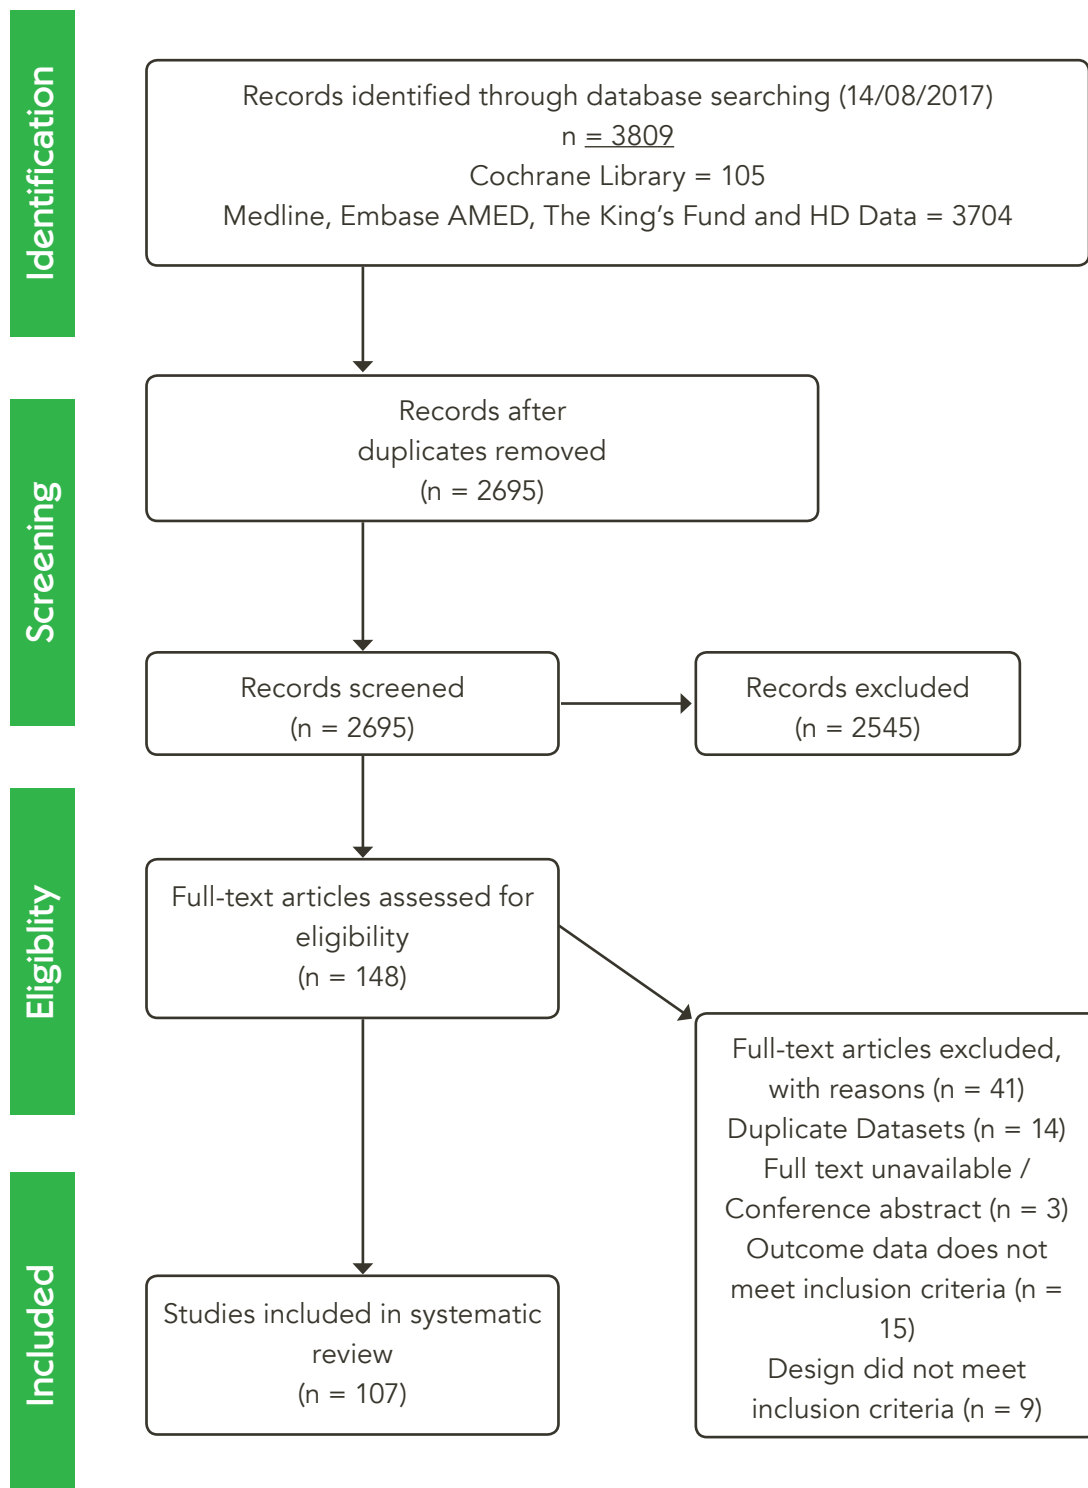 Identification
Records identified through database searching (14/08/2017)
n = 3809
Cochrane Library = 105
Medline, Embase AMED, The King's Fund and HD Data = 3704
Screening
Records after
duplicates removed
(n = 2695)
Records screened
(n = 2695)
Records excluded
(n = 2545)
Eligiblity
Full-text articles assessed for
eligibility
(n = 148)
Full-text articles excluded,
with reasons (n = 41)
Duplicate Datasets (n = 14)
Full text unavailable /
Conference abstract (n = 3)
Outcome data does not
meet inclusion criteria (n =
15)
Design did not meet
inclusion criteria (n = 9)
Included
Studies included in systematic
review
(n = 107)